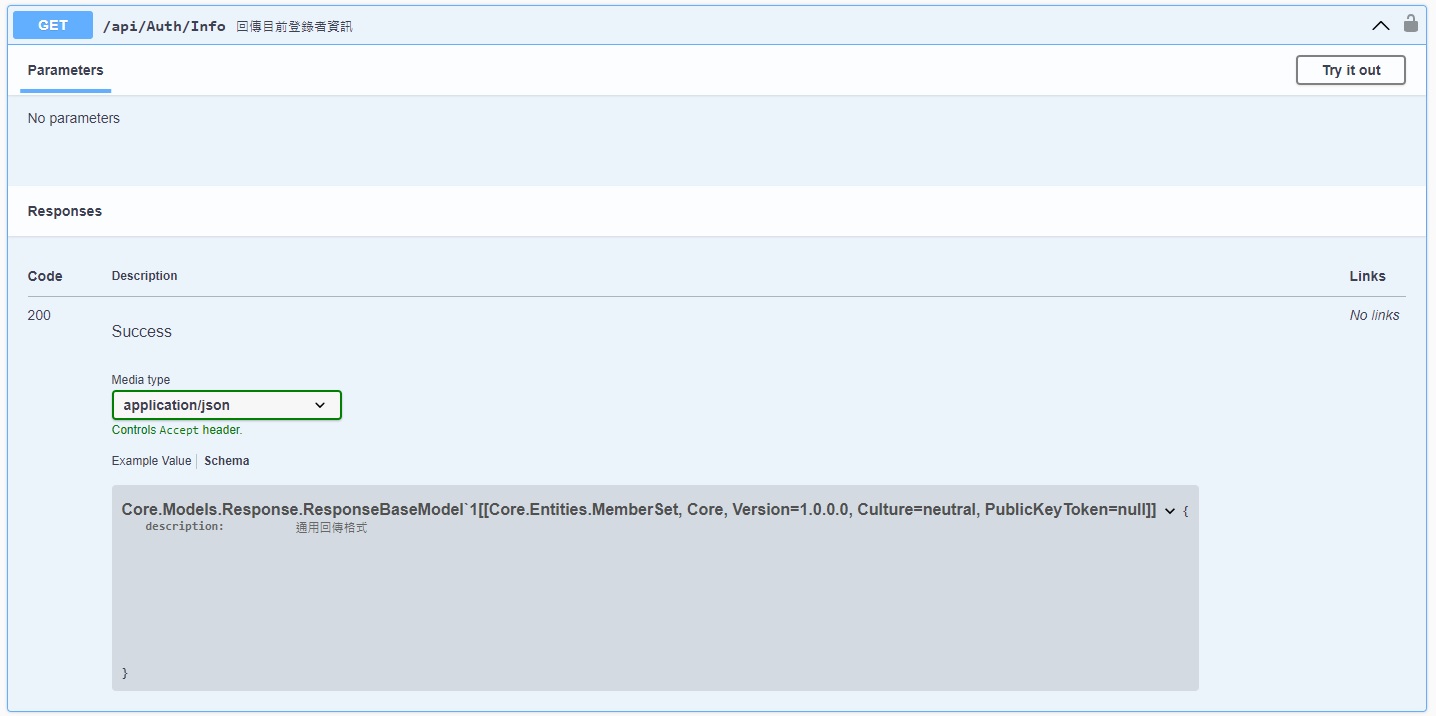 GET /api/Auth/Info 回傳目前登錄者資訊
Parameters Try it out
No parameters
Responses
Code Description Links
200 Success No links
Media type
application/json
Controls Accept header.
Example Value Schema
Core.Models.Response.ResponseBaseModel`1[[Core.Entities.MemberSet, Core, Version=1.0.0.0, Culture=neutral, PublicKeyToken=null]] {
description: 通用回傳格式
}